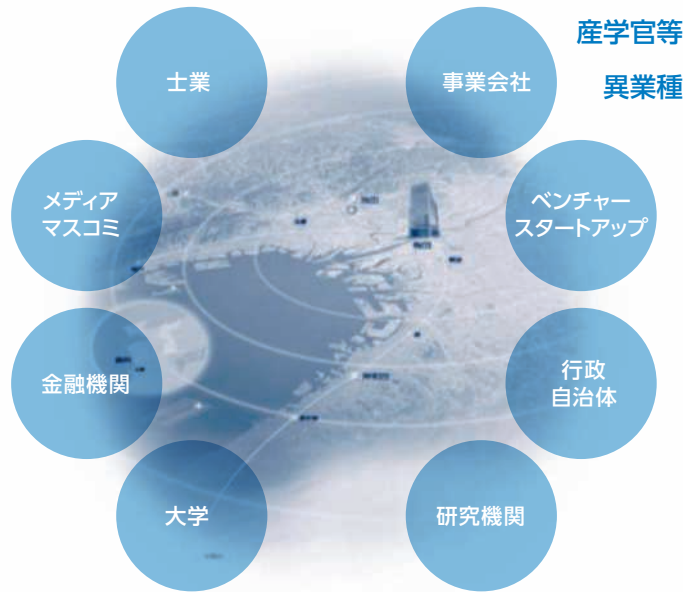 産学官等
異業種
士業
事業会社
メディア
マスコミ
ベンチャー
スタートアップ
金融機関
行政
自治体
大学
研究機関